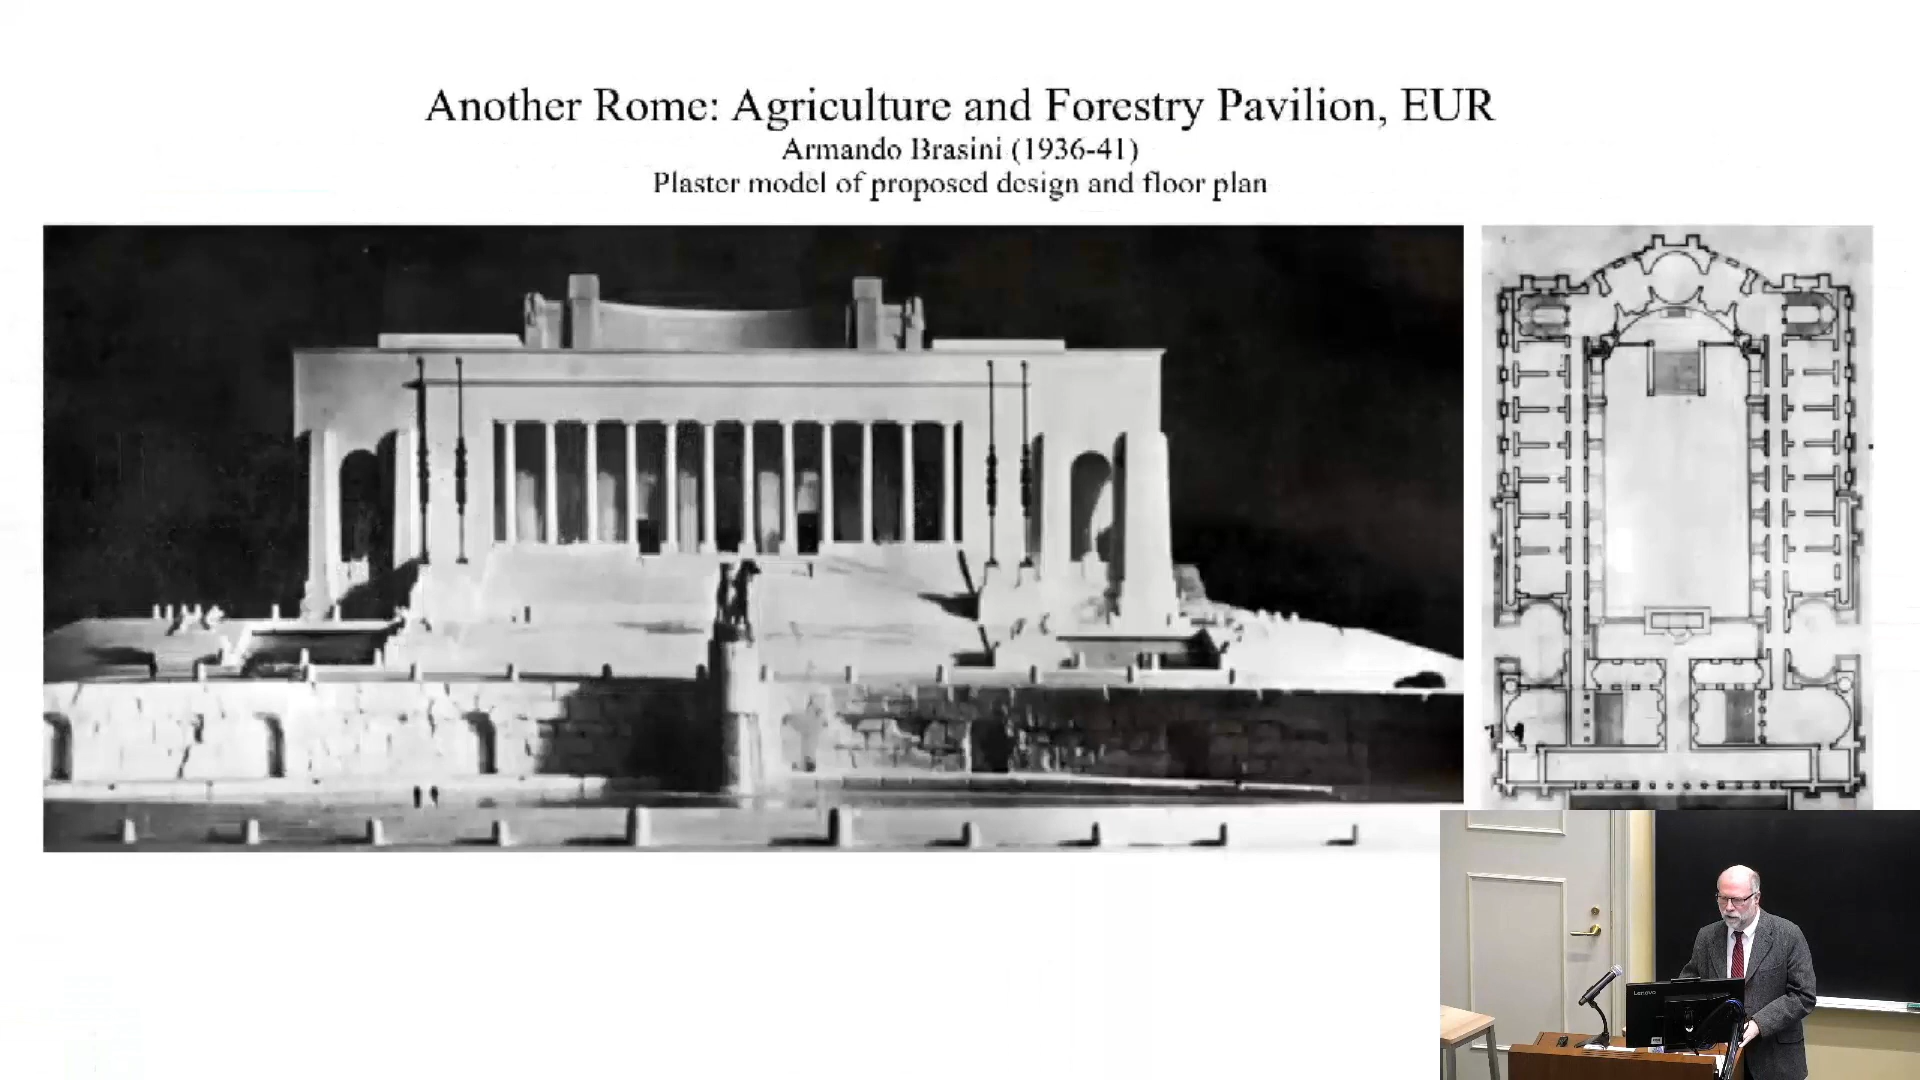 Another Rome: Agriculture and Forestry Pavilion, EUR
Armando Brasini (1936-41)
Plaster model of proposed design and floor plan
Lenovo